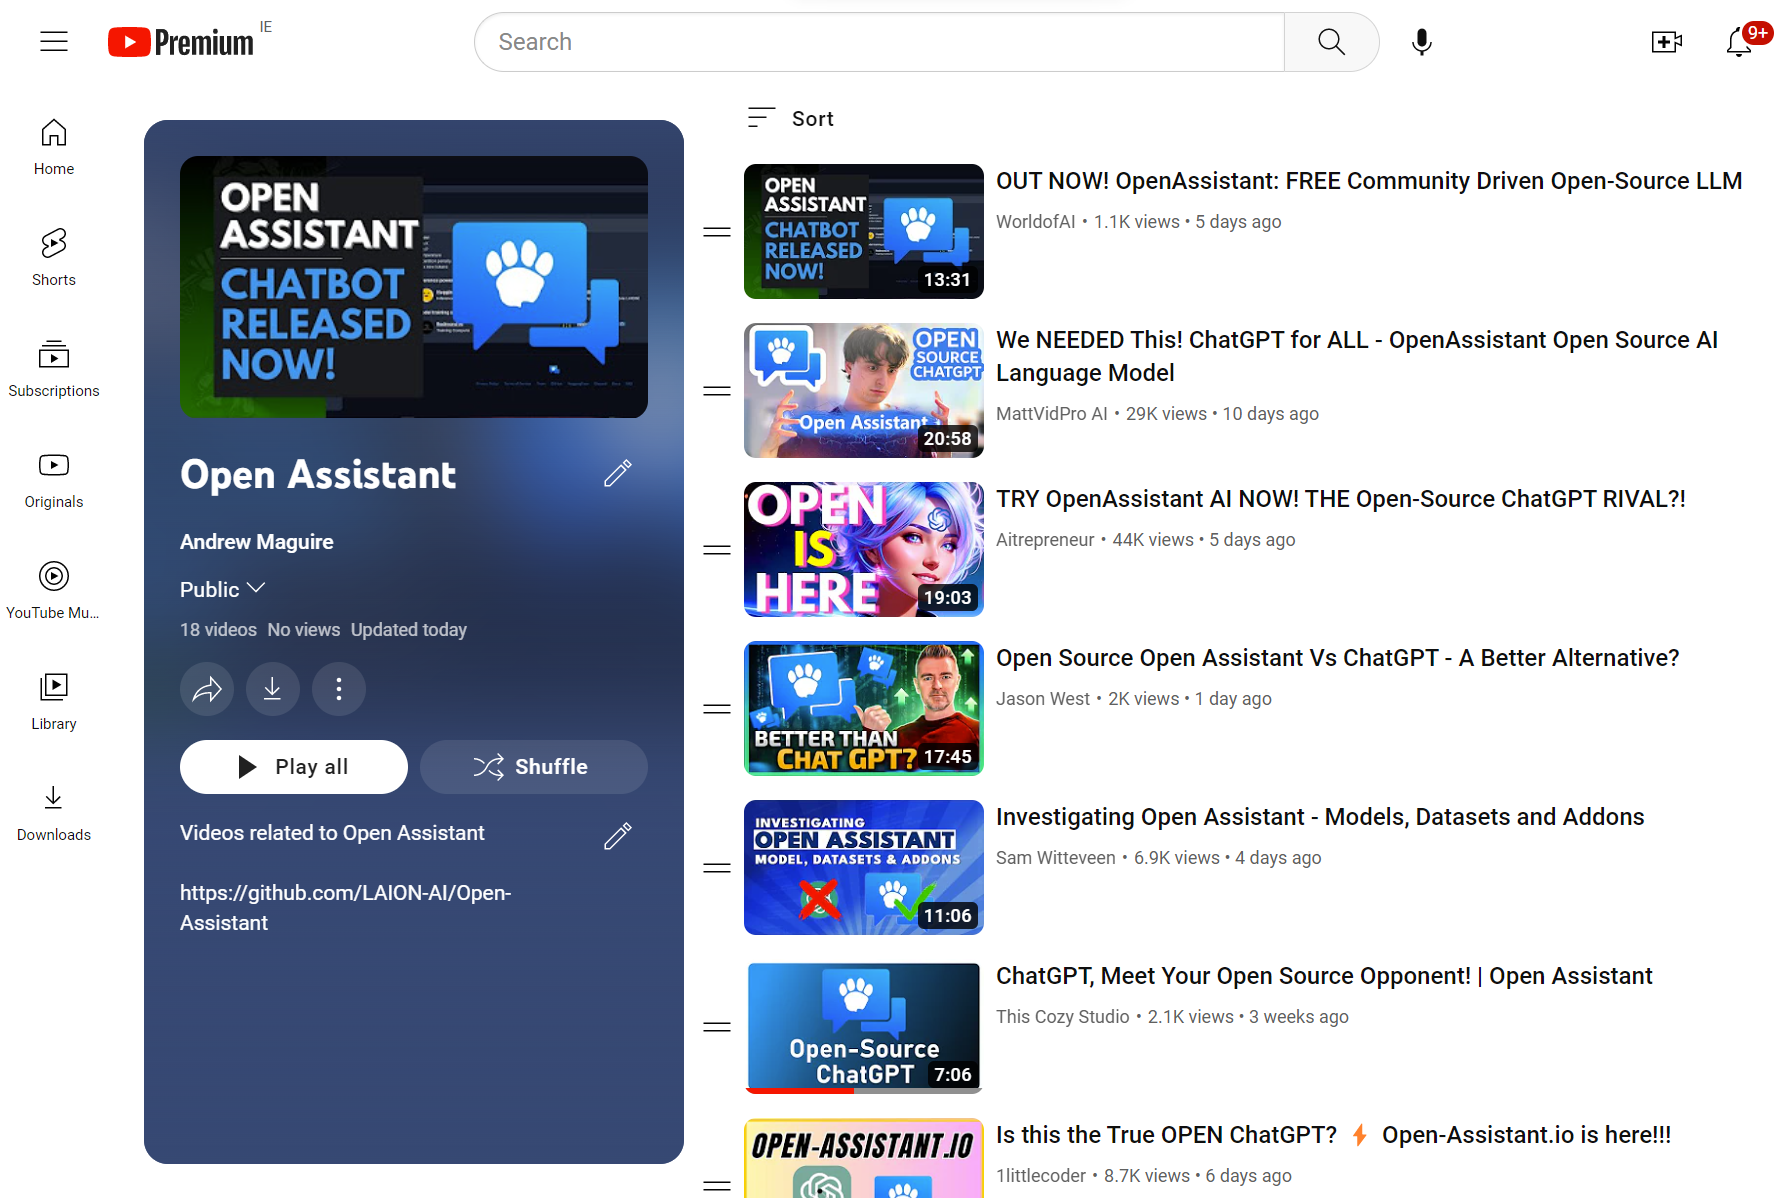 Premium IE
Search
9+
Home
Shorts
Subscriptions
Originals
YouTube Mu...
Library
Downloads
OPEN
ASSISTANT
CHATBOT
RELEASED
NOW!
Open Assistant
Andrew Maguire
Public
18 videos No views Updated today
Play all
Shuffle
Videos related to Open Assistant
https://github.com/LAION-AI/Open-
Assistant
Sort
OPEN
ASSISTANT
CHATBOT
RELEASED
NOW!
13:31
OUT NOW! OpenAssistant: FREE Community Driven Open-Source LLM
WorldofAI • 1.1K views • 5 days ago
OPEN
SOURCE
CHATGPT
Open Assistant
20:58
We NEEDED This! ChatGPT for ALL - OpenAssistant Open Source AI
Language Model
MattVidPro AI • 29K views • 10 days ago
OPEN
IS
HERE
19:03
TRY OpenAssistant AI NOW! THE Open-Source ChatGPT RIVAL?!
Aitrepreneur • 44K views • 5 days ago
BETTER THAN
CHAT GPT?
17:45
Open Source Open Assistant Vs ChatGPT - A Better Alternative?
Jason West • 2K views • 1 day ago
INVESTIGATING
OPEN ASSISTANT
MODEL, DATASETS & ADDONS
11:06
Investigating Open Assistant - Models, Datasets and Addons
Sam Witteveen • 6.9K views • 4 days ago
Open-Source
ChatGPT
7:06
ChatGPT, Meet Your Open Source Opponent! | Open Assistant
This Cozy Studio • 2.1K views • 3 weeks ago
OPEN-ASSISTANT.IO
Is this the True OPEN ChatGPT? ⚡ Open-Assistant.io is here!!!
1littlecoder • 8.7K views • 6 days ago